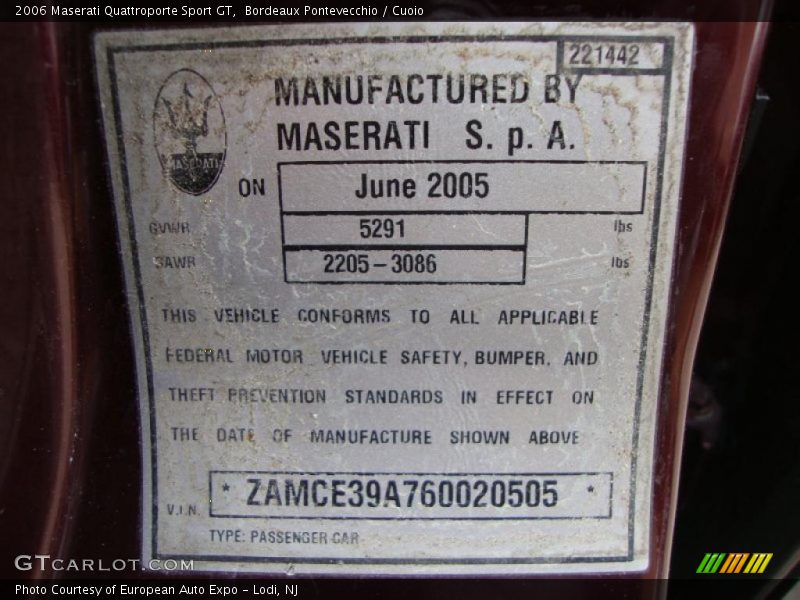 2006 Maserati Quattroporte Sport GT, Bordeaux Pontevecchio / Cuoio
221442
MANUFACTURED BY
MASERATI S. p. A.
MASERATI
ON June 2005
GVWR 5291 lbs
GAWR 2205-3086 lbs
THIS VEHICLE CONFORMS TO ALL APPLICABLE
FEDERAL MOTOR VEHICLE SAFETY, BUMPER, AND
THEFT PREVENTION STANDARDS IN EFFECT ON
THE DATE OF MANUFACTURE SHOWN ABOVE
V.I.N. * ZAMCE39A760020505 *
TYPE: PASSENGER CAR
GTCARLOT.COM
Photo Courtesy of European Auto Expo - Lodi, NJ